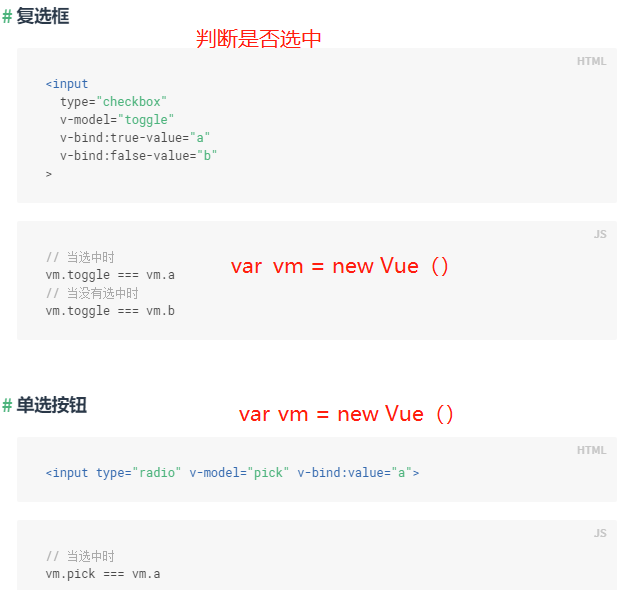 # 复选框
判断是否选中
HTML
<input
type="checkbox"
v-model="toggle"
v-bind:true-value="a"
v-bind:false-value="b"
>
JS
// 当选中时
vm.toggle === vm.a
var vm = new Vue（）
// 当没有选中时
vm.toggle === vm.b
# 单选按钮
var vm = new Vue（）
HTML
<input type="radio" v-model="pick" v-bind:value="a">
JS
// 当选中时
vm.pick === vm.a